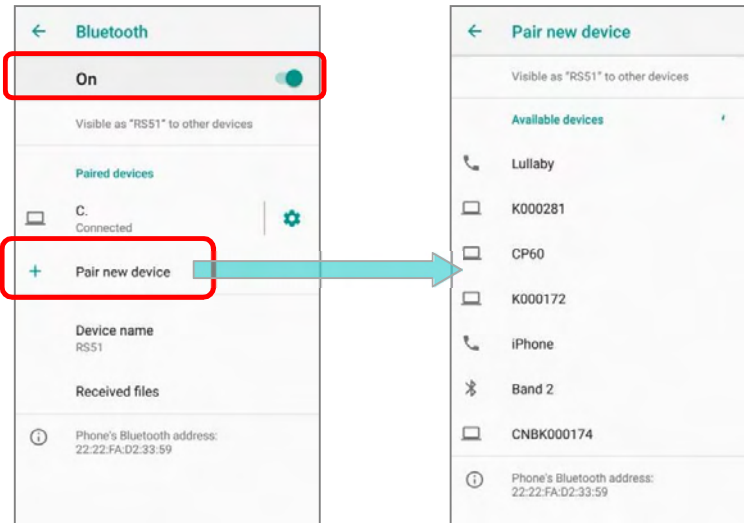 Bluetooth
On
Visible as "RS51" to other devices
Paired devices
C.
Connected
Pair new device
Device name
RS51
Received files
Phone's Bluetooth address:
22:22:FA:D2:33:59
Pair new device
Visible as "RS51" to other devices
Available devices
Lullaby
K000281
CP60
K000172
iPhone
Band 2
CNBK000174
Phone's Bluetooth address:
22:22:FA:D2:33:59